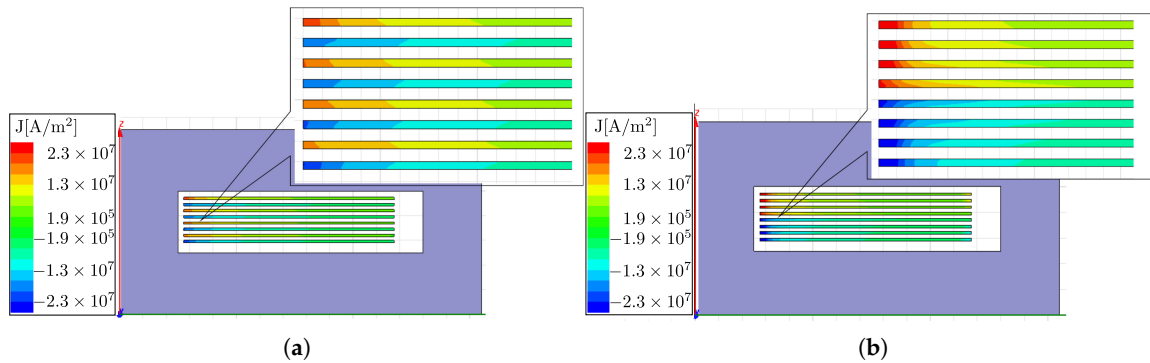 J[A/m²]
2.3 × 10⁷
1.3 × 10⁷
1.9 × 10⁵
−1.9 × 10⁵
−1.3 × 10⁷
−2.3 × 10⁷
Z
(a)
J[A/m²]
2.3 × 10⁷
1.3 × 10⁷
1.9 × 10⁵
−1.9 × 10⁵
−1.3 × 10⁷
−2.3 × 10⁷
Z
(b)